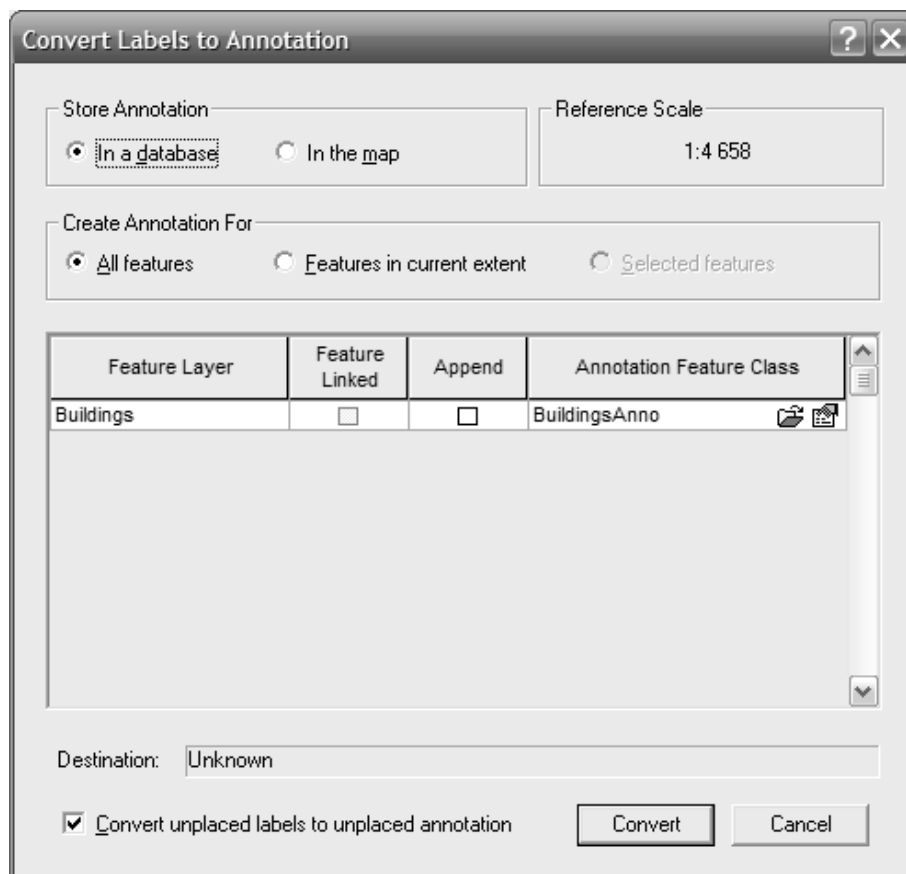 Convert Labels to Annotation
Store Annotation
Reference Scale
In a database
In the map
1:4 658
Create Annotation For
All features
Features in current extent
Selected features
Feature Layer
Feature
Linked
Append
Annotation Feature Class
Buildings
BuildingsAnno
Destination:
Unknown
Convert unplaced labels to unplaced annotation
Convert
Cancel